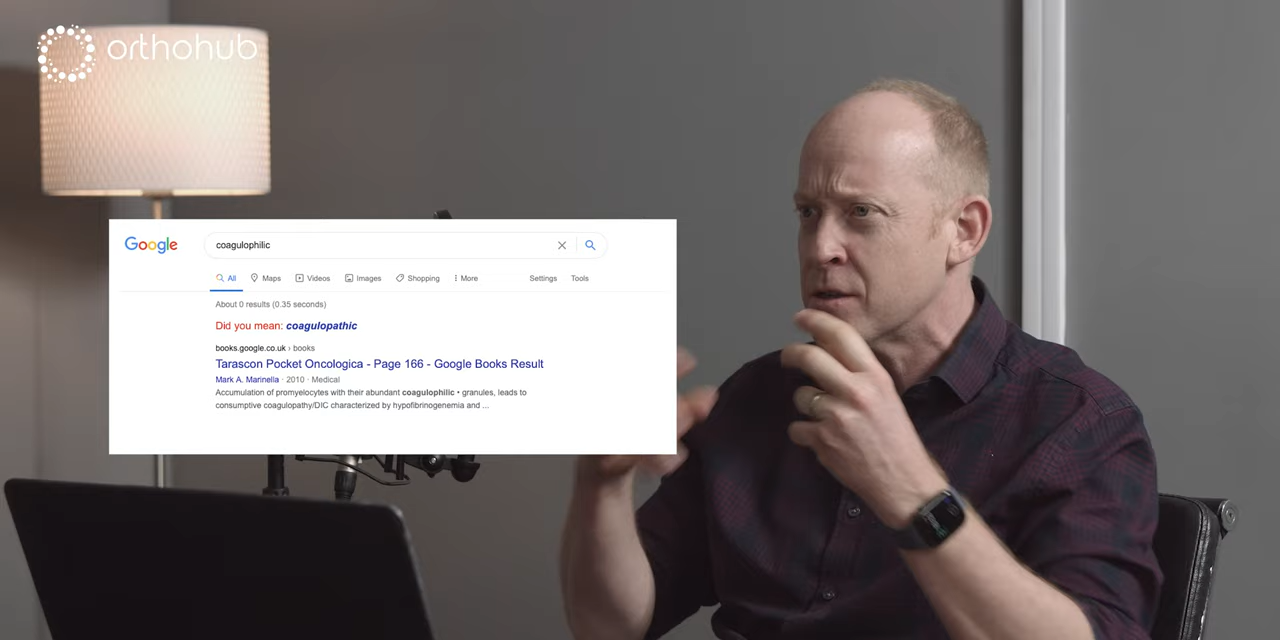 orthohub
Google
coagulophilic
All Maps Videos Images Shopping More Settings Tools
About 0 results (0.35 seconds)
Did you mean: coagulopathic
books.google.co.uk › books
Tarascon Pocket Oncologica - Page 166 - Google Books Result
Mark A. Marinella · 2010 · Medical
Accumulation of promyelocytes with their abundant coagulophilic • granules, leads to
consumptive coagulopathy/DIC characterized by hypofibrinogenemia and ...